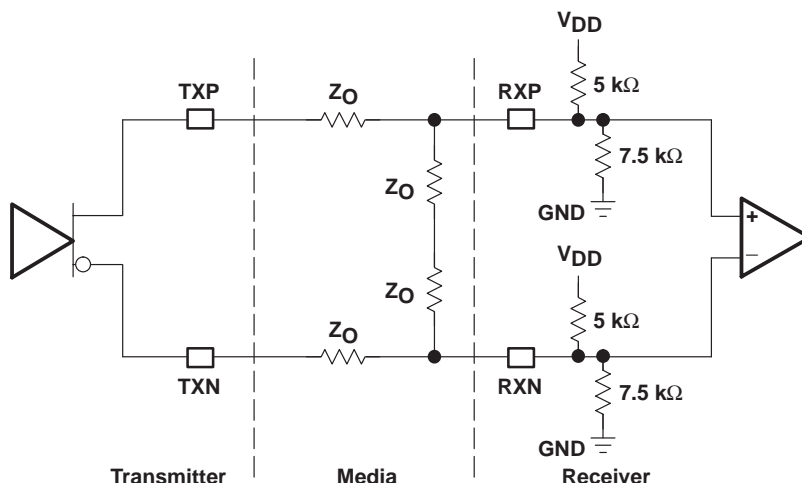 VDD
5 kΩ
TXP
ZO
RXP
7.5 kΩ
ZO
GND
VDD
ZO
5 kΩ
ZO
TXN
RXN
7.5 kΩ
GND
Transmitter
Media
Receiver
+
−